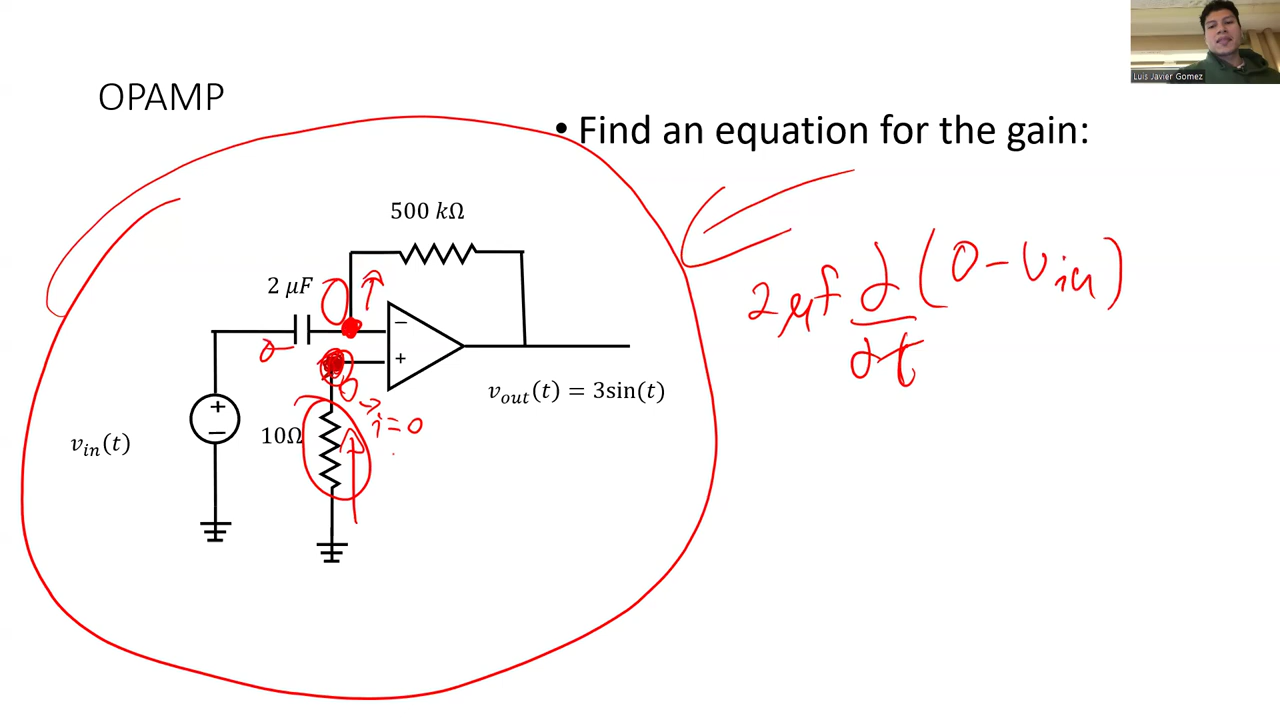 Luis Javier Gomez
OPAMP
• Find an equation for the gain:
500 kΩ
2 μF
0
2μf d/dt (0 - vin)
−
+
0
v_out(t) = 3sin(t)
i=0
10Ω
+
−
v_in(t)